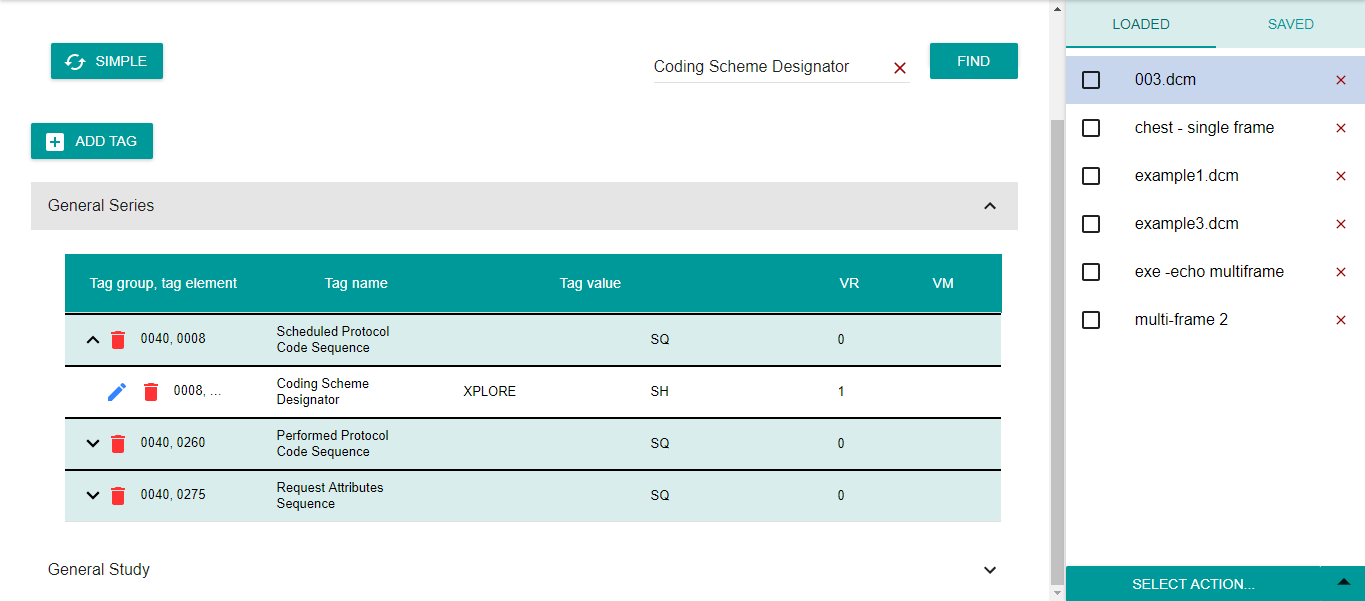 SIMPLE
Coding Scheme Designator
FIND
ADD TAG
General Series
Tag group, tag element Tag name Tag value VR VM
0040, 0008 Scheduled Protocol Code Sequence SQ 0
0008, ... Coding Scheme Designator XPLORE SH 1
0040, 0260 Performed Protocol Code Sequence SQ 0
0040, 0275 Request Attributes Sequence SQ 0
General Study
LOADED SAVED
003.dcm
chest - single frame
example1.dcm
example3.dcm
exe -echo multiframe
multi-frame 2
SELECT ACTION...